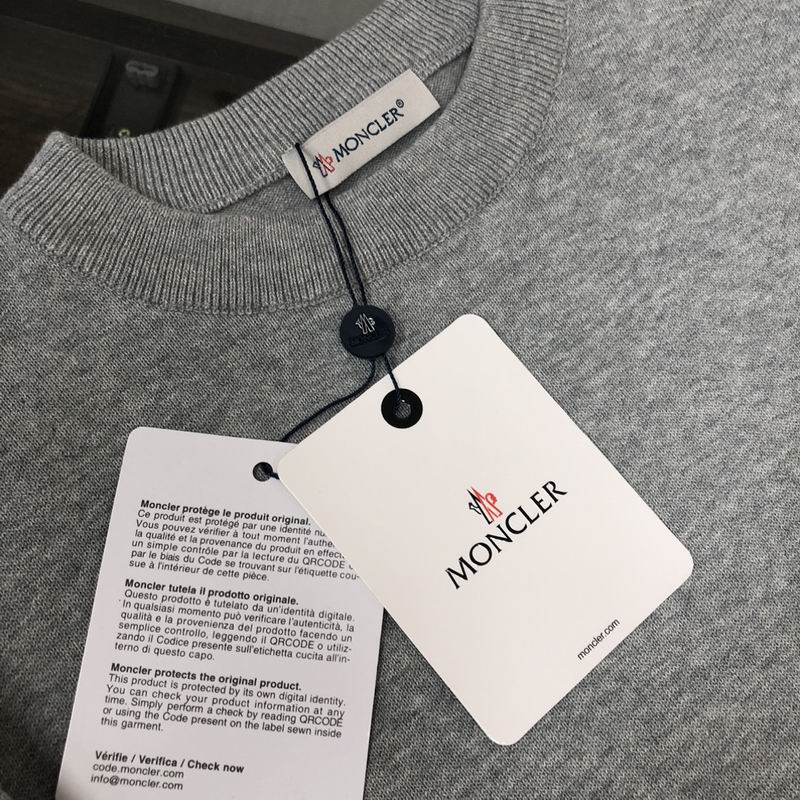 MONCLER®
MONCLER
MONCLER
moncler.com
Moncler protège le produit original.
Ce produit est protégé par une identité
Vous pouvez vérifier à tout moment
la qualité et la provenance du produit en
un simple contrôle par la lecture du QRCODE
par le biais du Code se trouvant sur l'étiquette cou-
sue à l'intérieur de cette pièce.
Moncler tutela il prodotto originale.
Questo prodotto è tutelato da un'identità digitale.
In qualsiasi momento può verificare l'autenticità, la
qualità e la provenienza del prodotto facendo un
semplice controllo, leggendo il QRCODE o utiliz-
zando il Codice presente sull'etichetta cucita all'in-
terno di questo capo.
Moncler protects the original product.
This product is protected by its own digital identity.
You can check your product information at any
time. Simply perform a check by reading QRCODE
or using the Code present on the label sewn inside
this garment.
Vérifie / Verifica / Check now
code.moncler.com
info@moncler.com